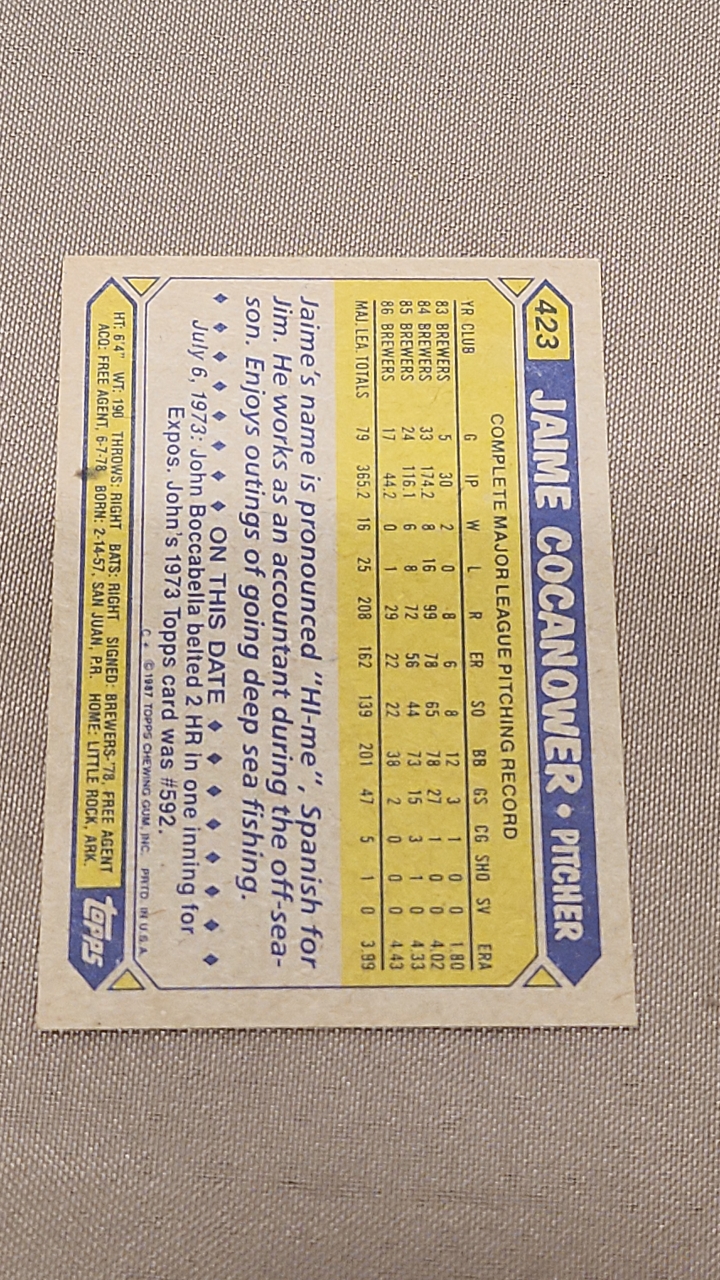 423 JAIME COCANOWER • PITCHER
COMPLETE MAJOR LEAGUE PITCHING RECORD
YR CLUB G IP W L R ER SO BB GS CG SHO SV ERA
83 BREWERS 5 30 2 0 8 6 8 12 3 1 0 0 1.80
84 BREWERS 33 174.2 8 16 99 78 65 78 27 1 0 0 4.02
85 BREWERS 24 116.1 6 8 72 56 44 73 15 3 1 0 4.33
86 BREWERS 17 44.2 0 1 29 22 22 38 2 0 0 0 4.43
MAJ. LEA. TOTALS 79 365.2 16 25 208 162 139 201 47 5 1 0 3.99
Jaime's name is pronounced "HI-me", Spanish for
Jim. He works as an accountant during the off-sea-
son. Enjoys outings of going deep sea fishing.
♦ ♦ ♦ ♦ ♦ ♦ ♦ ♦ ON THIS DATE ♦ ♦ ♦ ♦ ♦ ♦ ♦ ♦
July 6, 1973: John Boccabella belted 2 HR in one inning for
Expos. John's 1973 Topps card was #592.
C* ©1987 TOPPS CHEWING GUM, INC. PRTD. IN U.S.A.
HT: 6'4" WT: 190 THROWS: RIGHT BATS: RIGHT SIGNED: BREWERS-'78, FREE AGENT
ACQ: FREE AGENT, 6-7-78 BORN: 2-14-57, SAN JUAN, P.R. HOME: LITTLE ROCK, ARK.
topps